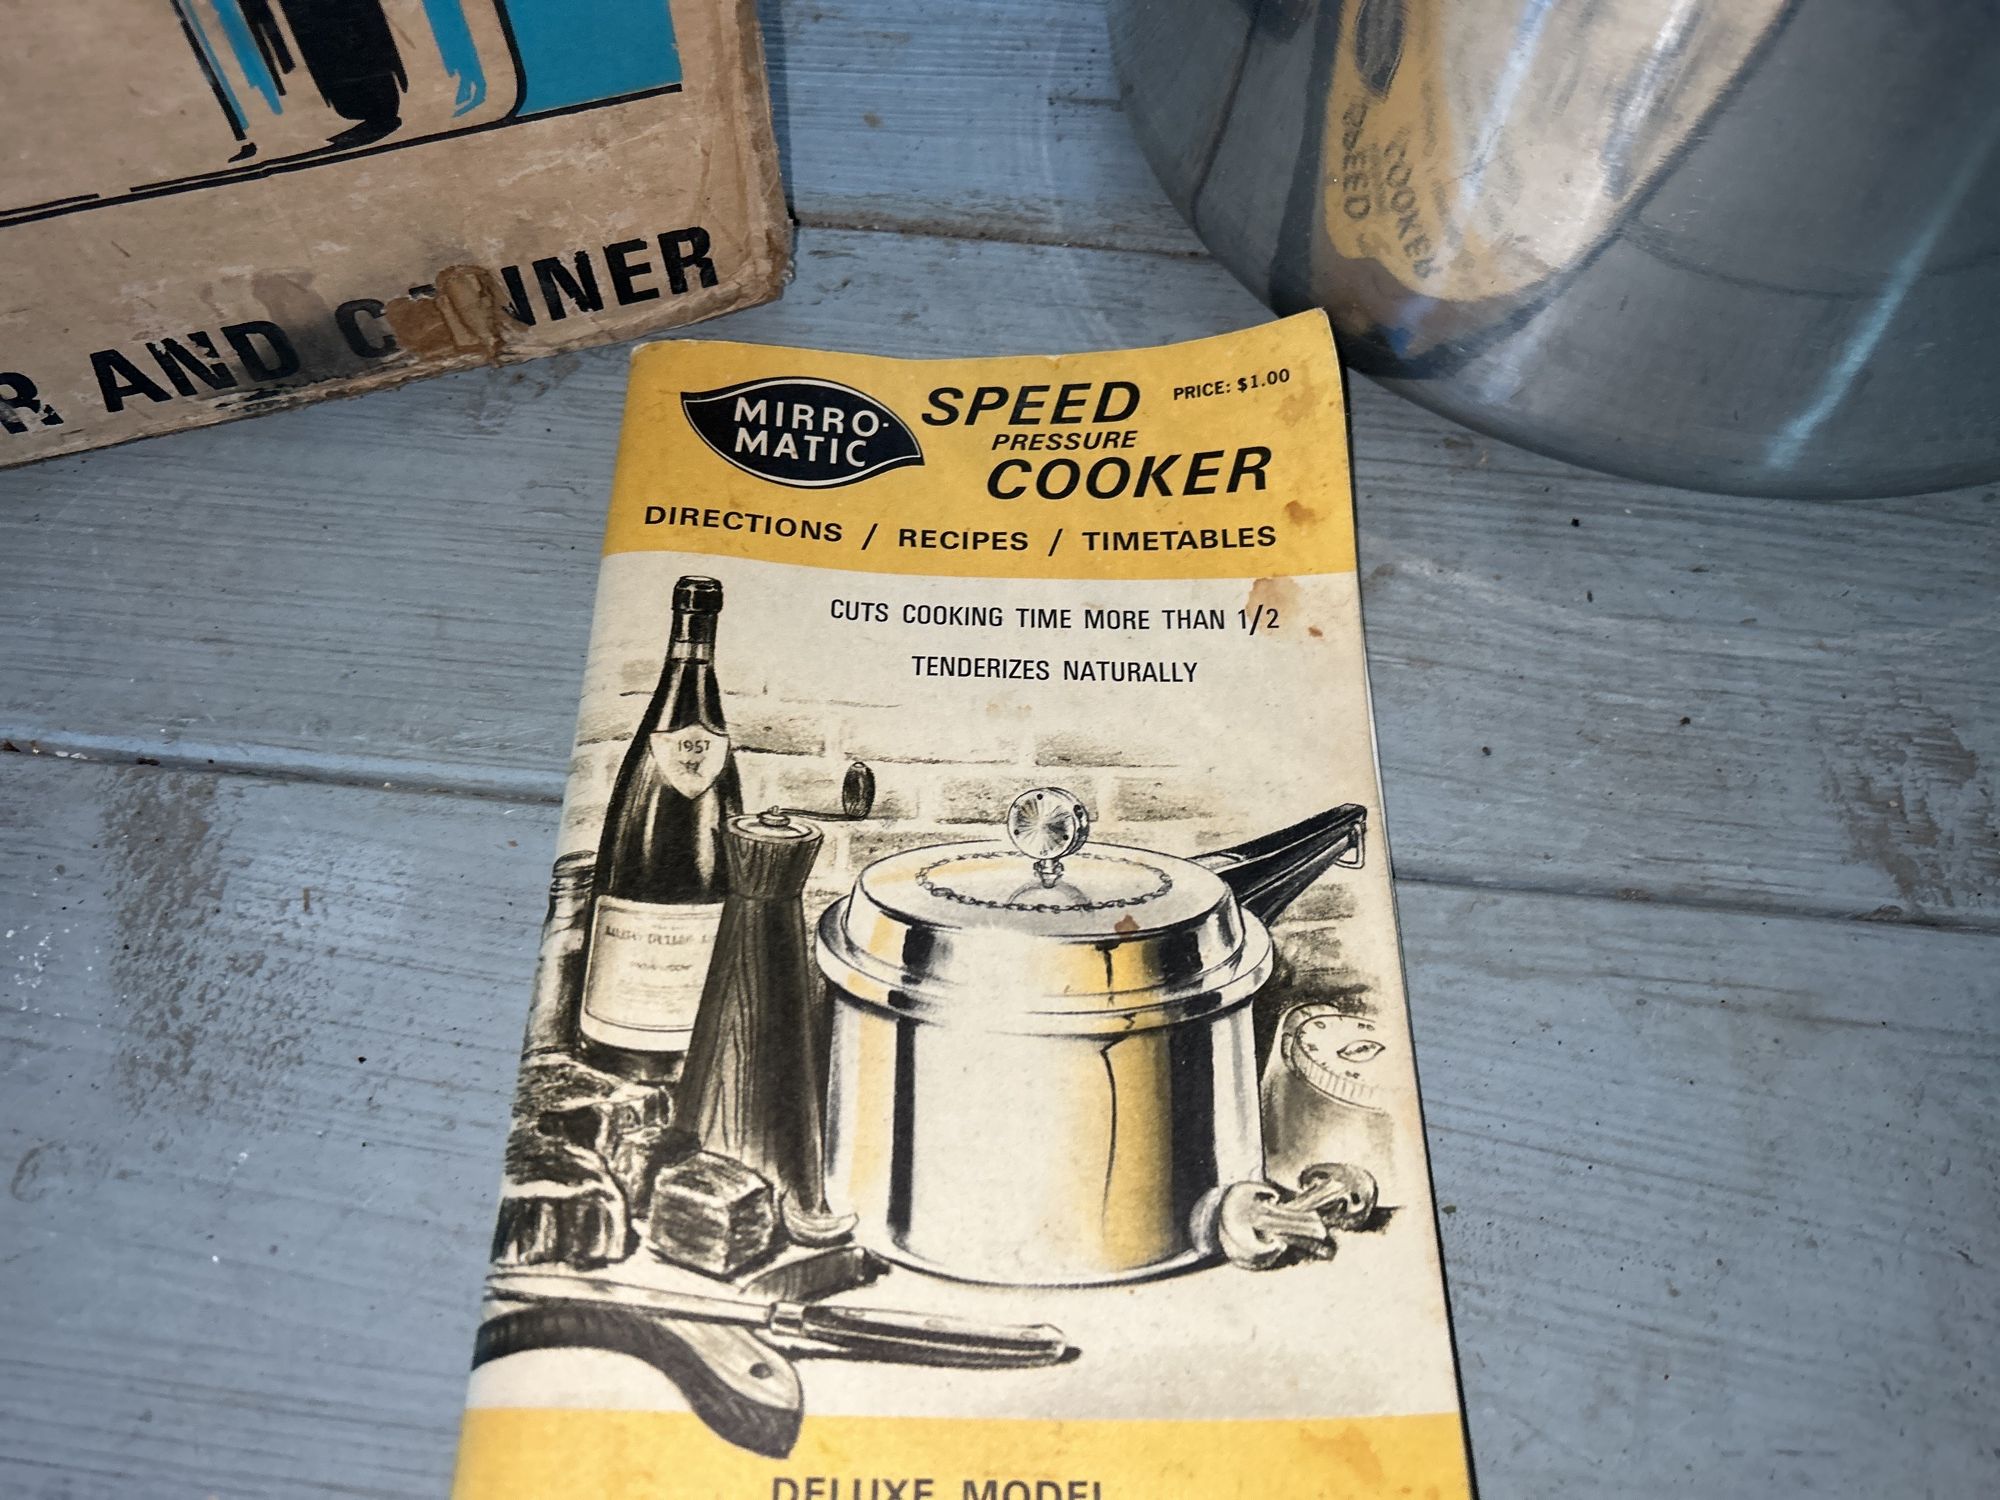 R AND C NNER
MIRRO-
MATIC
SPEED
PRESSURE
COOKER
PRICE: $1.00
DIRECTIONS / RECIPES / TIMETABLES
CUTS COOKING TIME MORE THAN 1/2
TENDERIZES NATURALLY
1957
DELUXE MODEL
SPEED
COOKER